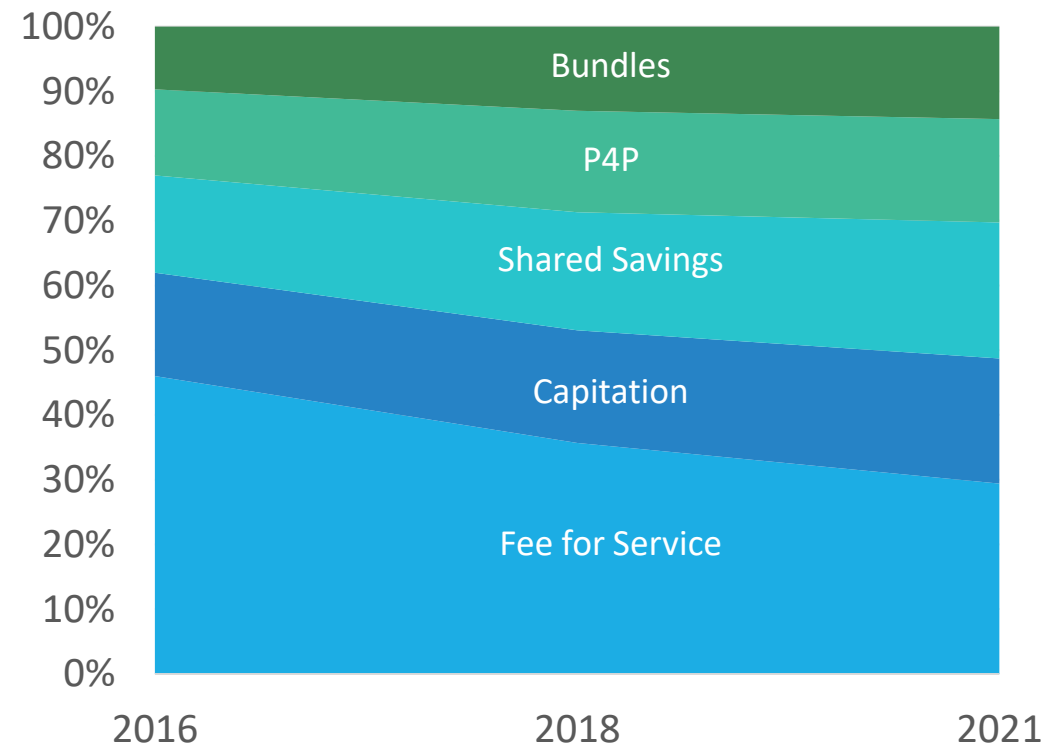 100%
90%
80%
70%
60%
50%
40%
30%
20%
10%
0%
Bundles
P4P
Shared Savings
Capitation
Fee for Service
2016 2018 2021